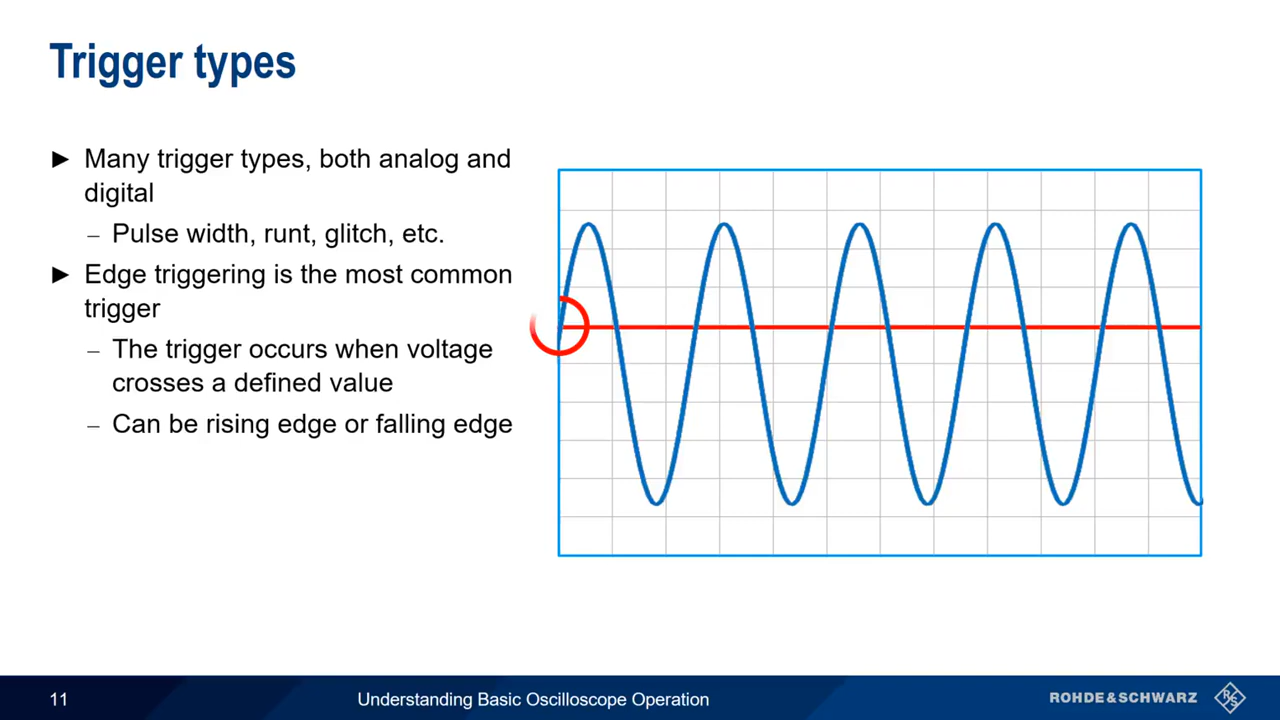 Trigger types
► Many trigger types, both analog and
digital
– Pulse width, runt, glitch, etc.
► Edge triggering is the most common
trigger
– The trigger occurs when voltage
crosses a defined value
– Can be rising edge or falling edge
11
Understanding Basic Oscilloscope Operation
ROHDE & SCHWARZ
RS